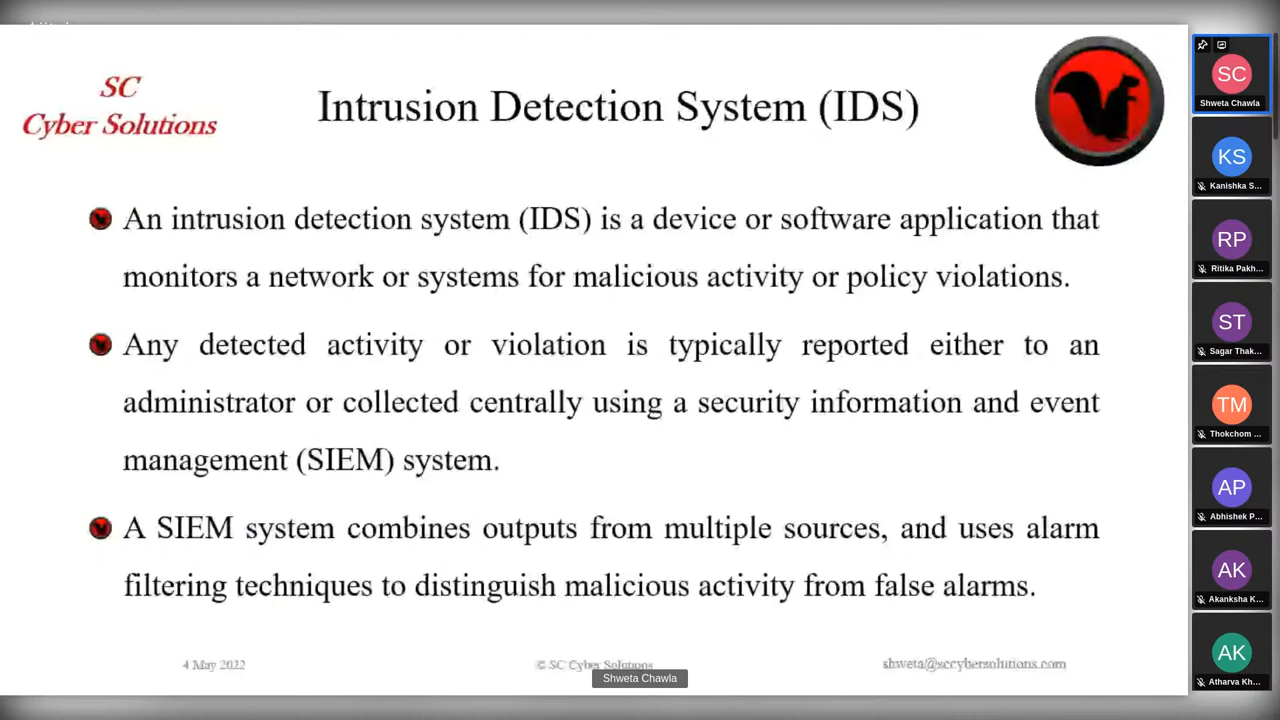 SC
Cyber Solutions
Intrusion Detection System (IDS)
An intrusion detection system (IDS) is a device or software application that
monitors a network or systems for malicious activity or policy violations.
Any detected activity or violation is typically reported either to an
administrator or collected centrally using a security information and event
management (SIEM) system.
A SIEM system combines outputs from multiple sources, and uses alarm
filtering techniques to distinguish malicious activity from false alarms.
4 May 2022
© SC Cyber Solutions
shweta@sccybersolutions.com
Shweta Chawla
SC
Shweta Chawla
KS
Kanishka S...
RP
Ritika Pakh...
ST
Sagar Thak...
TM
Thokchom ...
AP
Abhishek P...
AK
Akanksha K...
AK
Atharva Kh...